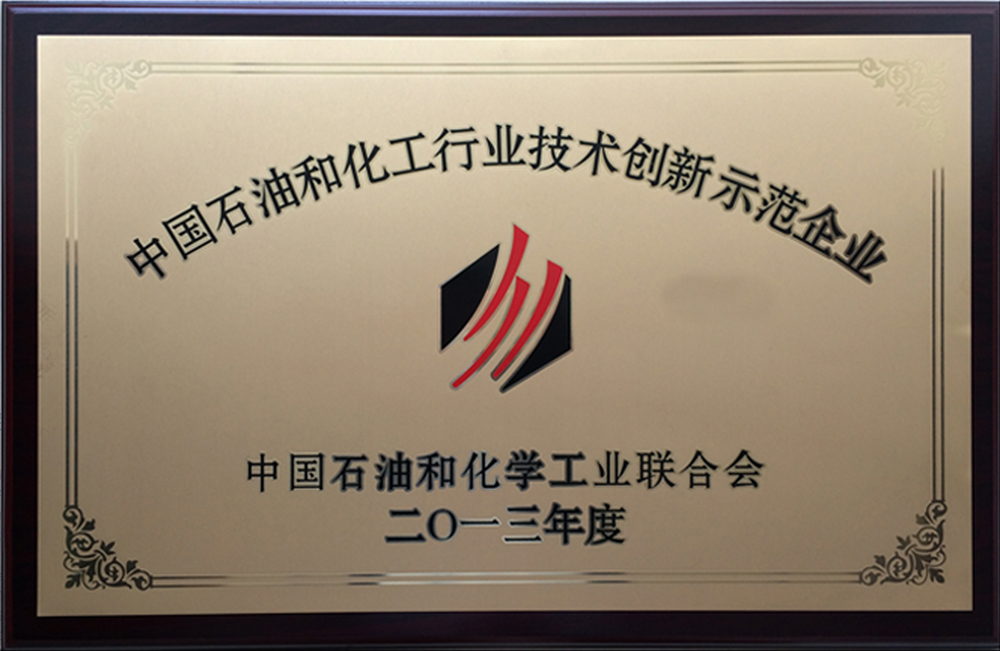 中国石油和化工行业技术创新示范企业
中国石油和化学工业联合会
二〇一三年度